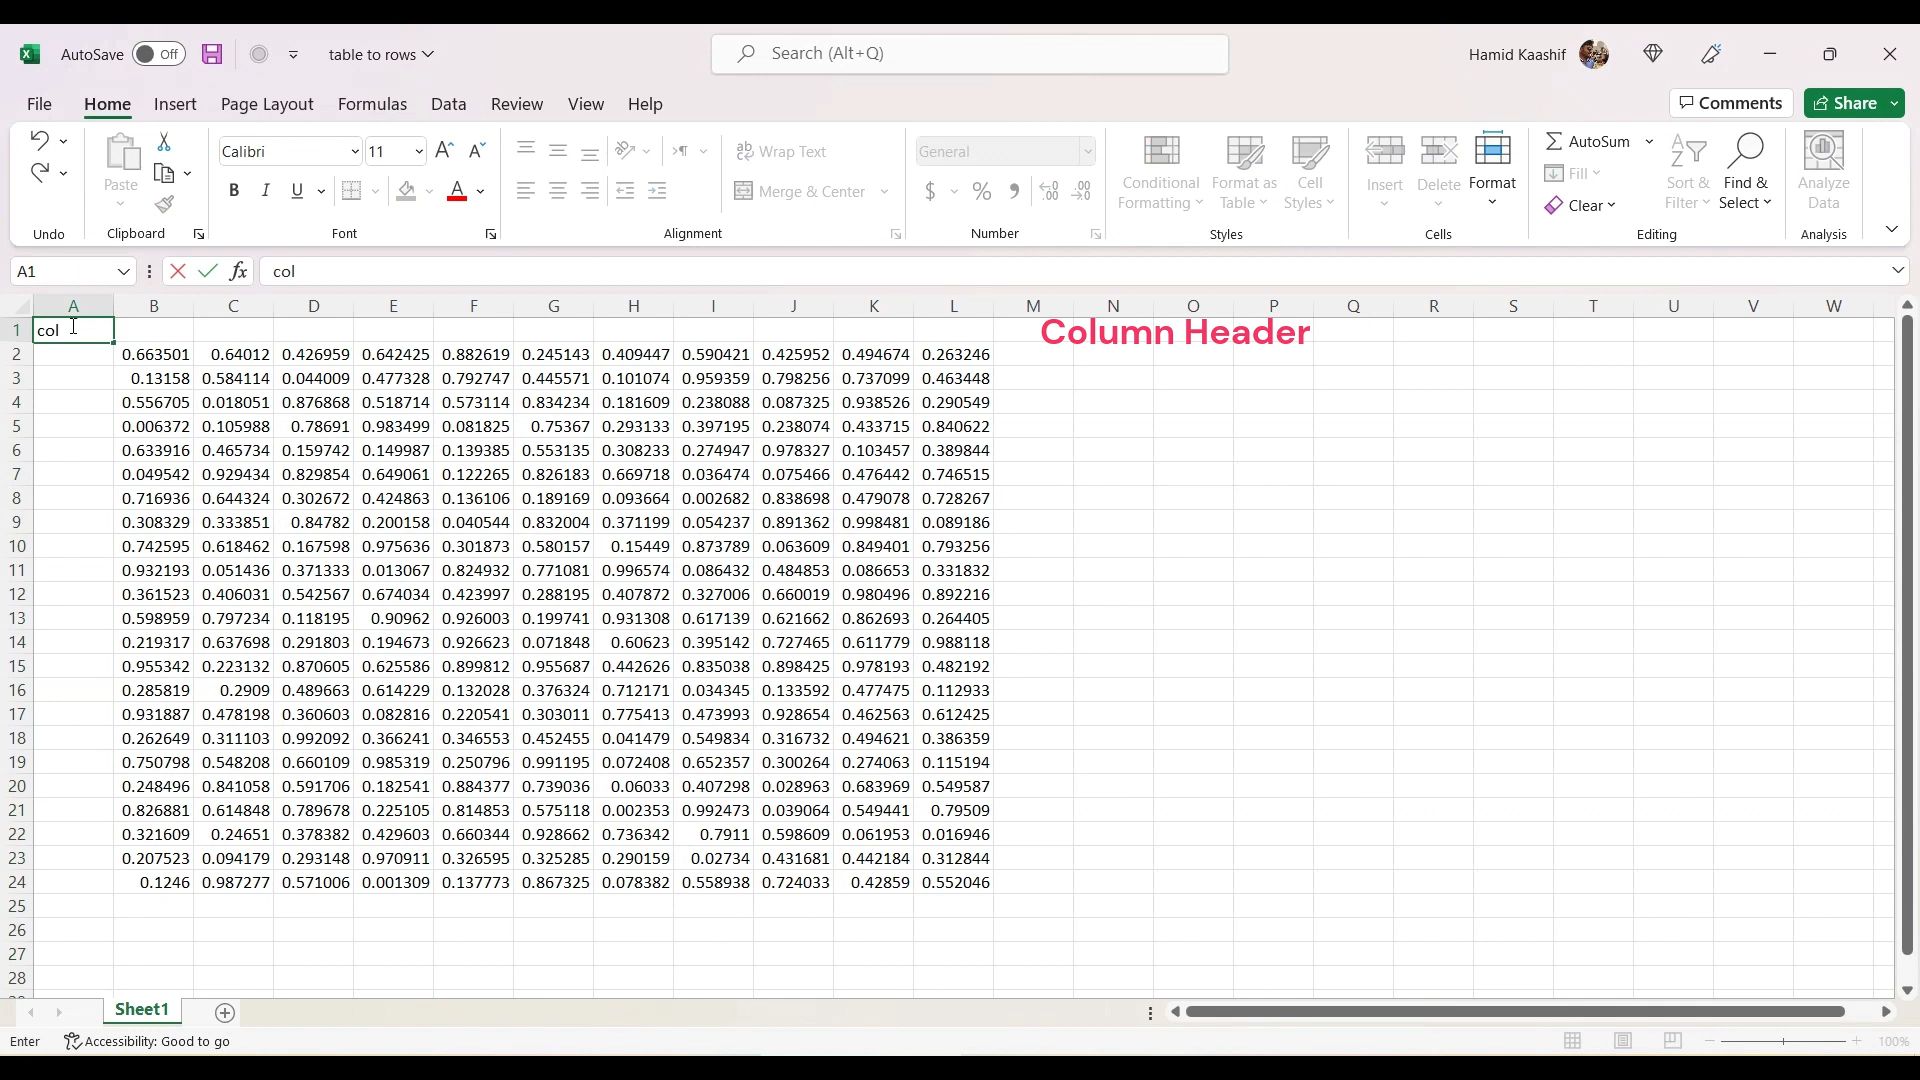 AutoSave Off table to rows Search (Alt+Q) Hamid Kaashif
File Home Insert Page Layout Formulas Data Review View Help Comments Share
Calibri 11 ab Wrap Text General AutoSum
Paste B I U A Merge & Center $ % Conditional Formatting Format as Table Cell Styles Insert Delete Format Fill Clear Sort & Filter Find & Select Analyze Data
Undo Clipboard Font Alignment Number Styles Cells Editing Analysis
A1 fx col
A B C D E F G H I J K L M N O P Q R S T U V W
1 col Column Header
2 0.663501 0.64012 0.426959 0.642425 0.882619 0.245143 0.409447 0.590421 0.425952 0.494674 0.263246
3 0.13158 0.584114 0.044009 0.477328 0.792747 0.445571 0.101074 0.959359 0.798256 0.737099 0.463448
4 0.556705 0.018051 0.876868 0.518714 0.573114 0.834234 0.181609 0.238088 0.087325 0.938526 0.290549
5 0.006372 0.105988 0.78691 0.983499 0.081825 0.75367 0.293133 0.397195 0.238074 0.433715 0.840622
6 0.633916 0.465734 0.159742 0.149987 0.139385 0.553135 0.308233 0.274947 0.978327 0.103457 0.389844
7 0.049542 0.929434 0.829854 0.649061 0.122265 0.826183 0.669718 0.036474 0.075466 0.476442 0.746515
8 0.716936 0.644324 0.302672 0.424863 0.136106 0.189169 0.093664 0.002682 0.838698 0.479078 0.728267
9 0.308329 0.333851 0.84782 0.200158 0.040544 0.832004 0.371199 0.054237 0.891362 0.998481 0.089186
10 0.742595 0.618462 0.167598 0.975636 0.301873 0.580157 0.15449 0.873789 0.063609 0.849401 0.793256
11 0.932193 0.051436 0.371333 0.013067 0.824932 0.771081 0.996574 0.086432 0.484853 0.086653 0.331832
12 0.361523 0.406031 0.542567 0.674034 0.423997 0.288195 0.407872 0.327006 0.660019 0.980496 0.892216
13 0.598959 0.797234 0.118195 0.90962 0.926003 0.199741 0.931308 0.617139 0.621662 0.862693 0.264405
14 0.219317 0.637698 0.291803 0.194673 0.926623 0.071848 0.60623 0.395142 0.727465 0.611779 0.988118
15 0.955342 0.223132 0.870605 0.625586 0.899812 0.955687 0.442626 0.835038 0.898425 0.978193 0.482192
16 0.285819 0.2909 0.489663 0.614229 0.132028 0.376324 0.712171 0.034345 0.133592 0.477475 0.112933
17 0.931887 0.478198 0.360603 0.082816 0.220541 0.303011 0.775413 0.473993 0.928654 0.462563 0.612425
18 0.262649 0.311103 0.992092 0.366241 0.346553 0.452455 0.041479 0.549834 0.316732 0.494621 0.386359
19 0.750798 0.548208 0.660109 0.985319 0.250796 0.991195 0.072408 0.652357 0.300264 0.274063 0.115194
20 0.248496 0.841058 0.591706 0.182541 0.884377 0.739036 0.06033 0.407298 0.028963 0.683969 0.549587
21 0.826881 0.614848 0.789678 0.225105 0.814853 0.575118 0.002353 0.992473 0.039064 0.549441 0.79509
22 0.321609 0.24651 0.378382 0.429603 0.660344 0.928662 0.736342 0.7911 0.598609 0.061953 0.016946
23 0.207523 0.094179 0.293148 0.970911 0.326595 0.325285 0.290159 0.02734 0.431681 0.442184 0.312844
24 0.1246 0.987277 0.571006 0.001309 0.137773 0.867325 0.078382 0.558938 0.724033 0.42859 0.552046
25
26
27
28
Sheet1
Enter Accessibility: Good to go 100%